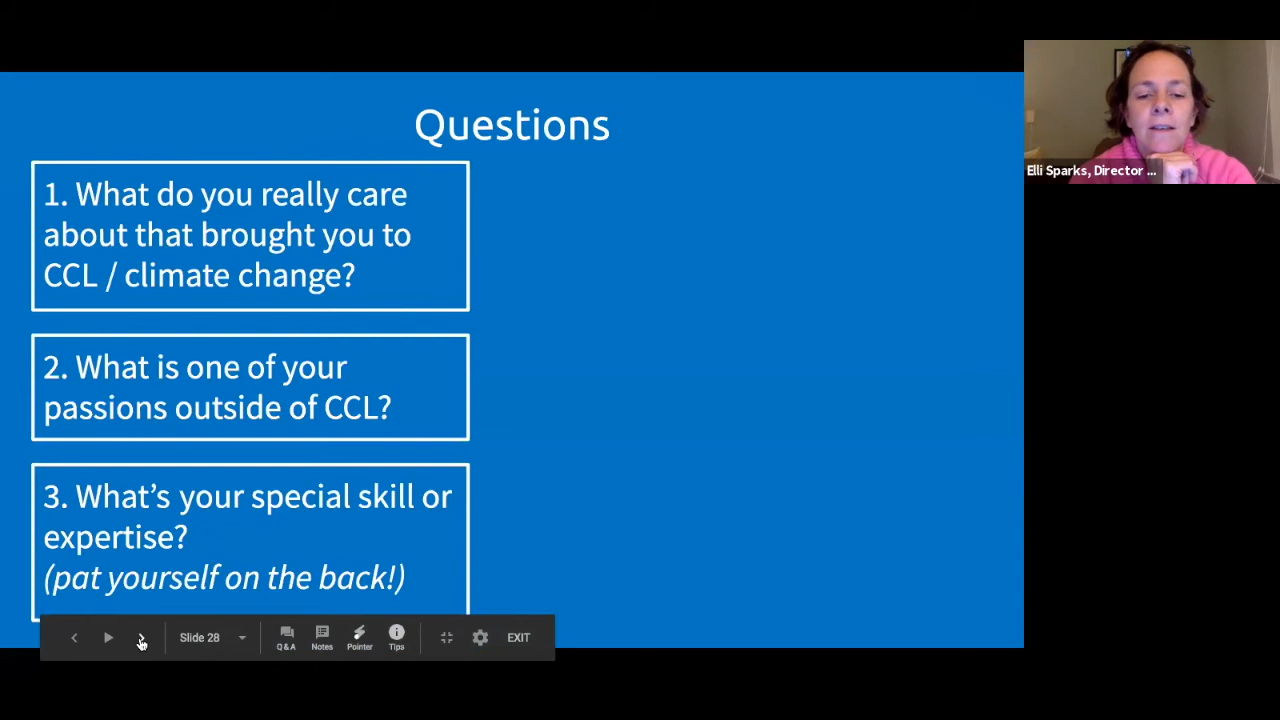 Questions
1. What do you really care
about that brought you to
CCL / climate change?
2. What is one of your
passions outside of CCL?
3. What’s your special skill or
expertise?
(pat yourself on the back!)
Elli Sparks, Director ...
Slide 28
Q&A
Notes
Pointer
Tips
EXIT